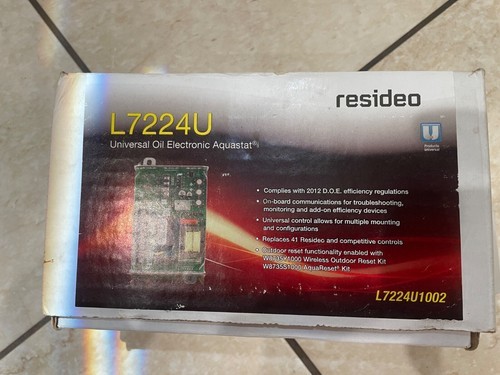 resideo
L7224U
Universal Oil Electronic Aquastat®
• Complies with 2012 D.O.E. efficiency regulations
• On-board communications for troubleshooting,
monitoring and add-on efficiency devices
• Universal control allows for multiple mounting
and configurations
• Replaces 41 Resideo and competitive controls
• Outdoor reset functionality enabled with
W8735Y1000 Wireless Outdoor Reset Kit
W8735S1000 AquaReset® Kit
L7224U1002